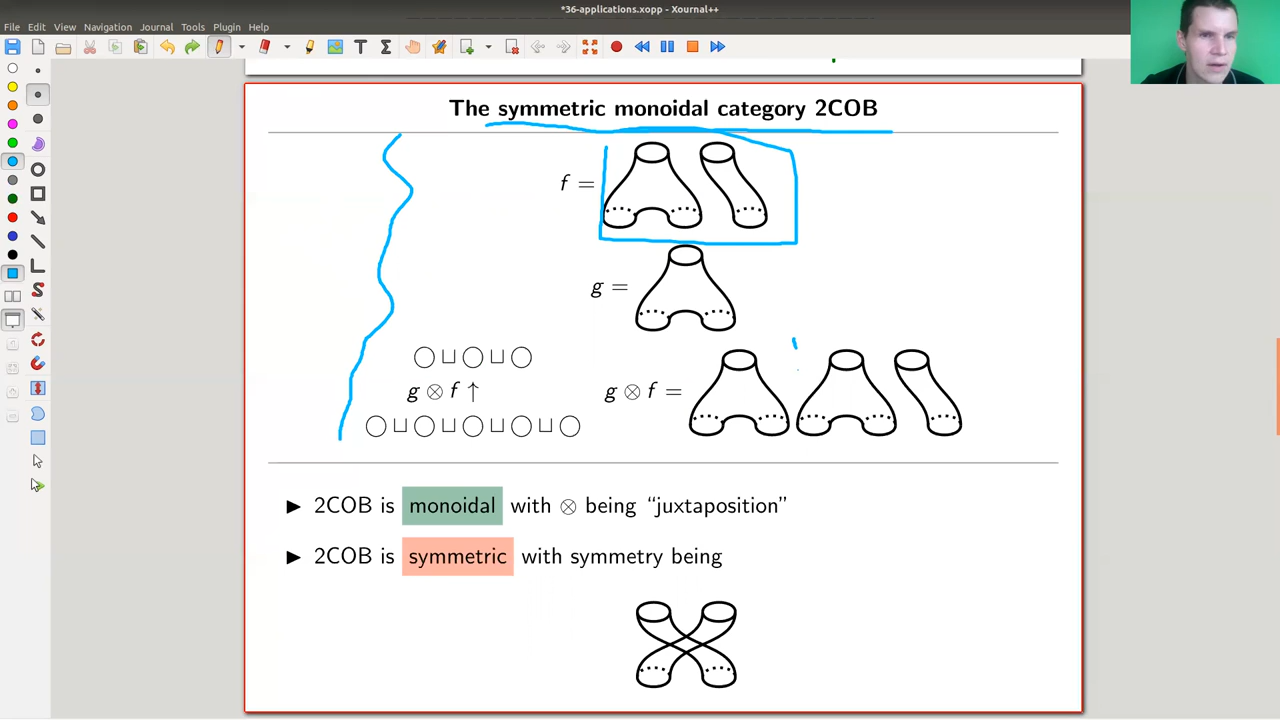 *36-applications.xopp - Xournal++
File Edit View Navigation Journal Tools Plugin Help
The symmetric monoidal category 2COB
f =
g =
○ ⊔ ○ ⊔ ○
g ⊗ f ↑
○ ⊔ ○ ⊔ ○ ⊔ ○ ⊔ ○
g ⊗ f =
▶ 2COB is monoidal with ⊗ being “juxtaposition”
▶ 2COB is symmetric with symmetry being